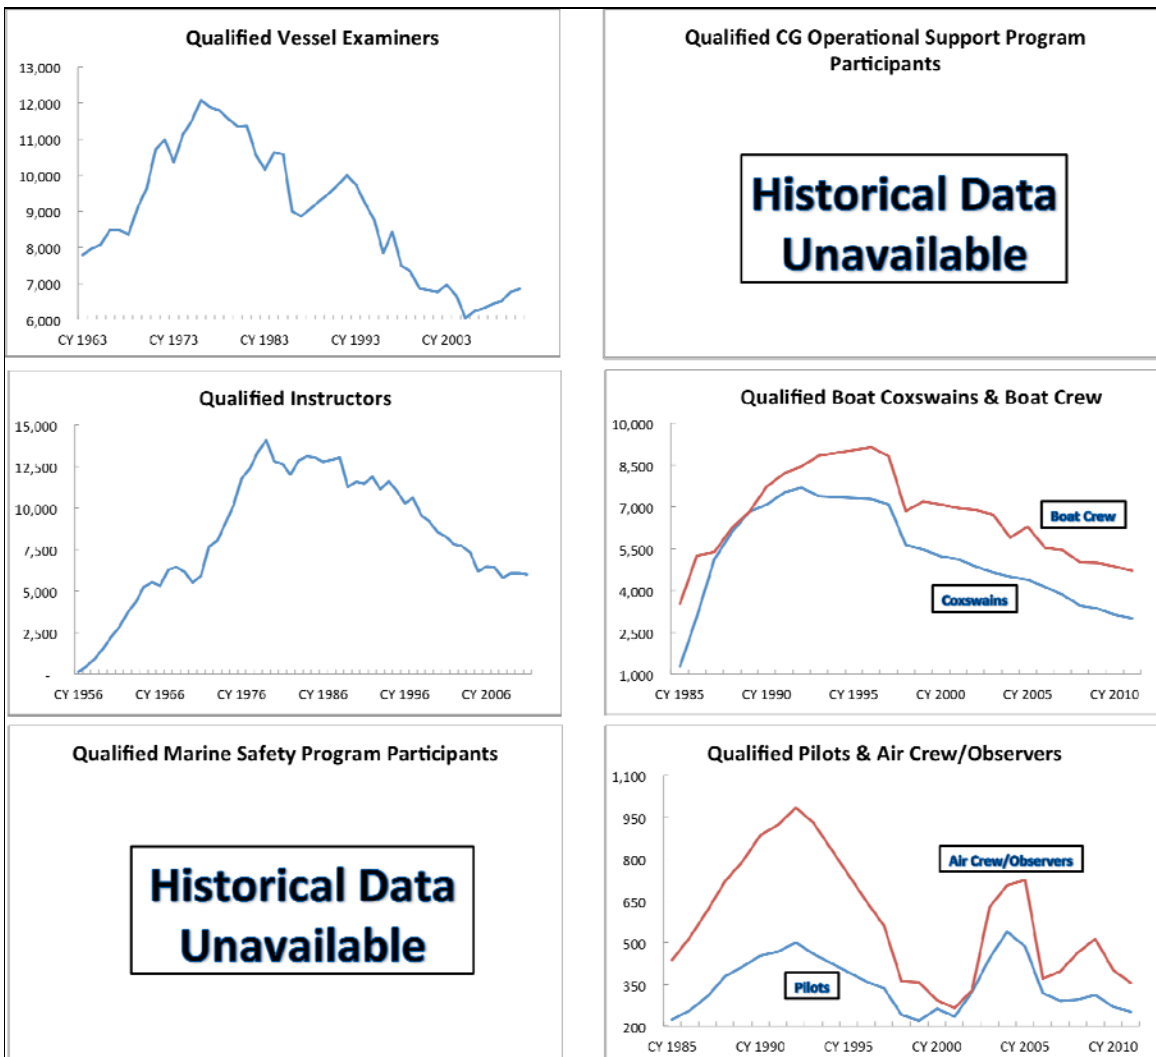 Qualified Vessel Examiners
13,000
12,000
11,000
10,000
9,000
8,000
7,000
6,000
CY 1963 CY 1973 CY 1983 CY 1993 CY 2003
Qualified CG Operational Support Program
Participants
Historical Data
Unavailable
Qualified Instructors
15,000
12,500
10,000
7,500
5,000
2,500
-
CY 1956 CY 1966 CY 1976 CY 1986 CY 1996 CY 2006
Qualified Boat Coxswains & Boat Crew
10,000
8,500
7,000
5,500
4,000
2,500
1,000
Boat Crew
Coxswains
CY 1985 CY 1990 CY 1995 CY 2000 CY 2005 CY 2010
Qualified Marine Safety Program Participants
Historical Data
Unavailable
Qualified Pilots & Air Crew/Observers
1,100
950
800
650
500
350
200
Air Crew/Observers
Pilots
CY 1985 CY 1990 CY 1995 CY 2000 CY 2005 CY 2010